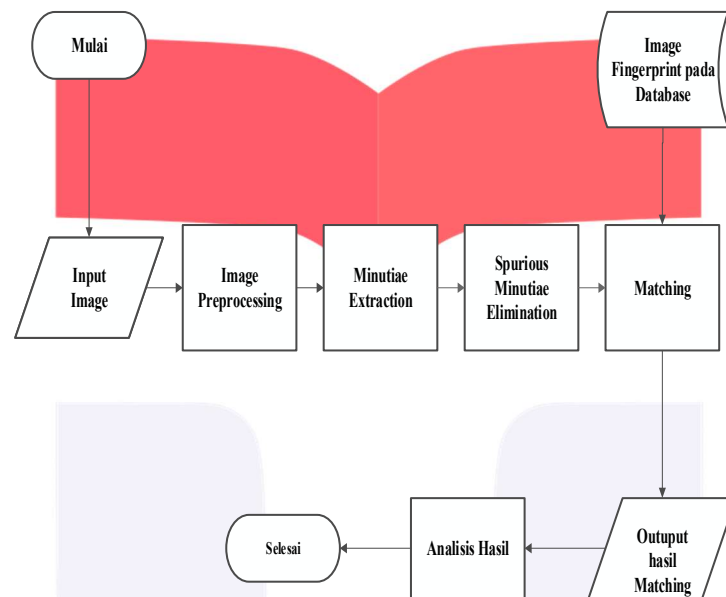 Mulai
Image
Fingerprint pada
Database
Input
Image
Image
Preprocessing
Minutiae
Extraction
Spurious
Minutiae
Elimination
Matching
Selesai
Analisis Hasil
Outuput
hasil
Matching